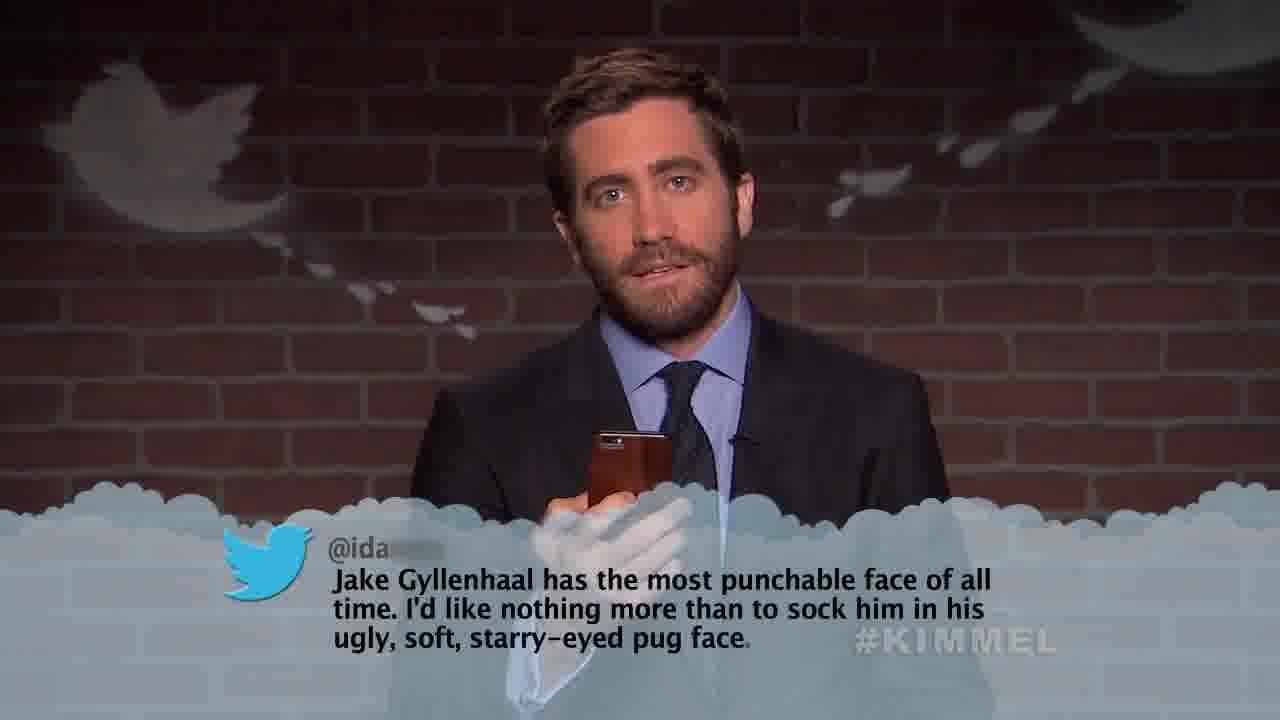 @ida
Jake Gyllenhaal has the most punchable face of all
time. I'd like nothing more than to sock him in his
ugly, soft, starry-eyed pug face.
#KIMMEL